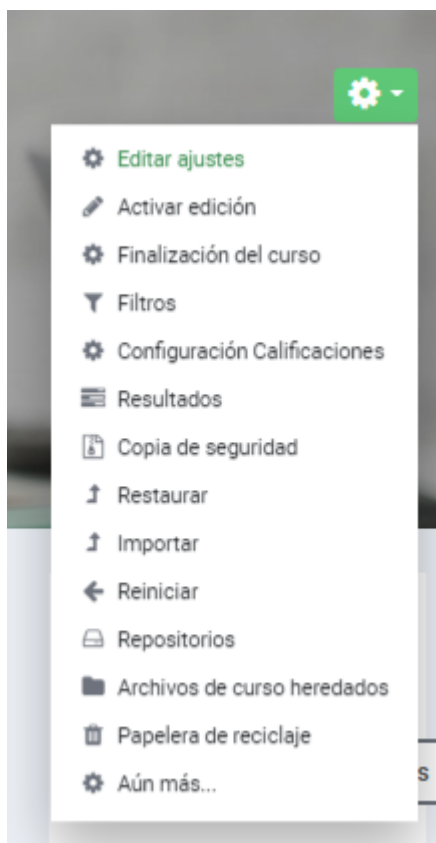 Editar ajustes
Activar edición
Finalización del curso
Filtros
Configuración Calificaciones
Resultados
Copia de seguridad
Restaurar
Importar
Reiniciar
Repositorios
Archivos de curso heredados
Papelera de reciclaje
Aún más...
s